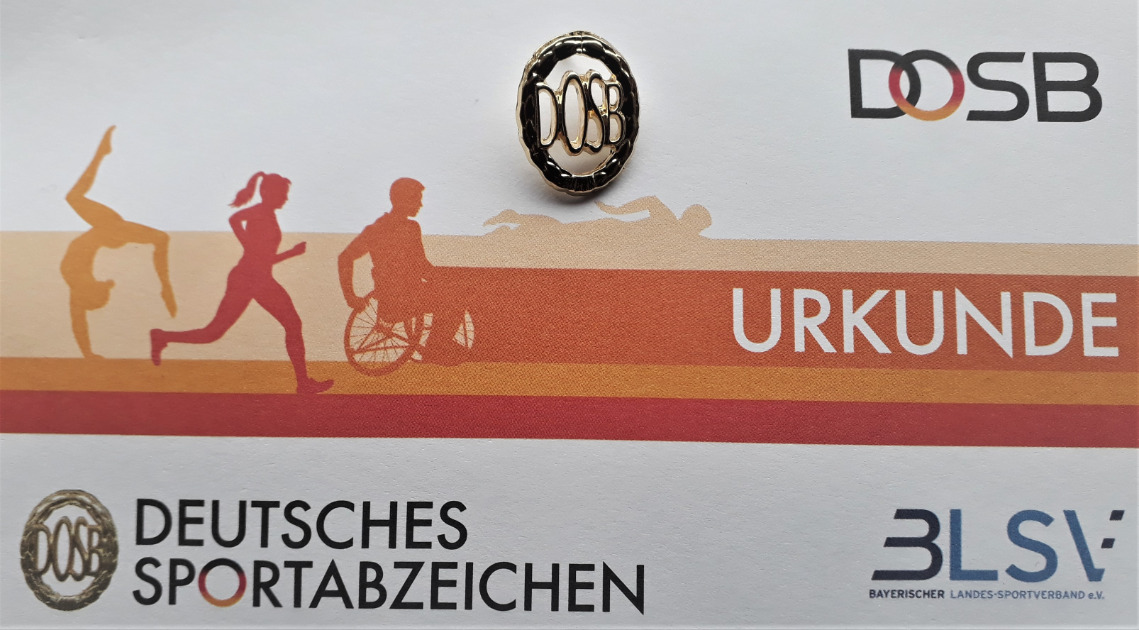 DOSB
DOSB
URKUNDE
DOSB
DEUTSCHES
SPORTABZEICHEN
BLSV
BAYERISCHER LANDES-SPORTVERBAND e.V.